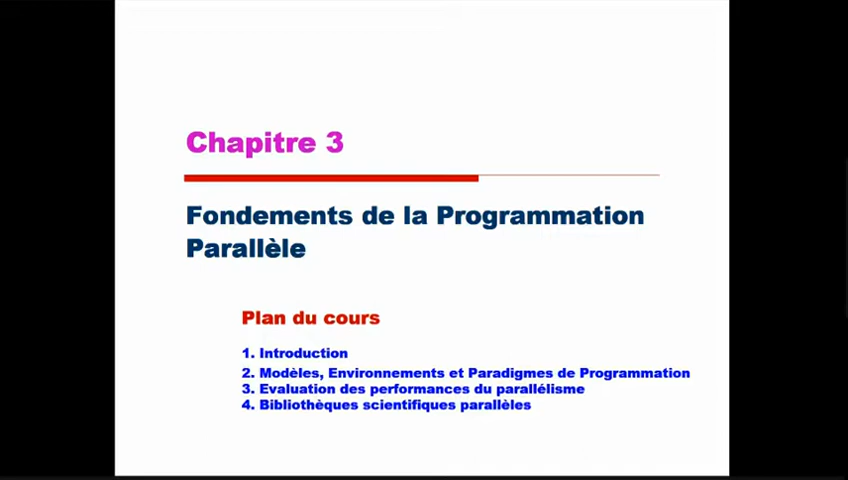 Chapitre 3
Fondements de la Programmation
Parallèle
Plan du cours
1. Introduction
2. Modèles, Environnements et Paradigmes de Programmation
3. Evaluation des performances du parallélisme
4. Bibliothèques scientifiques parallèles